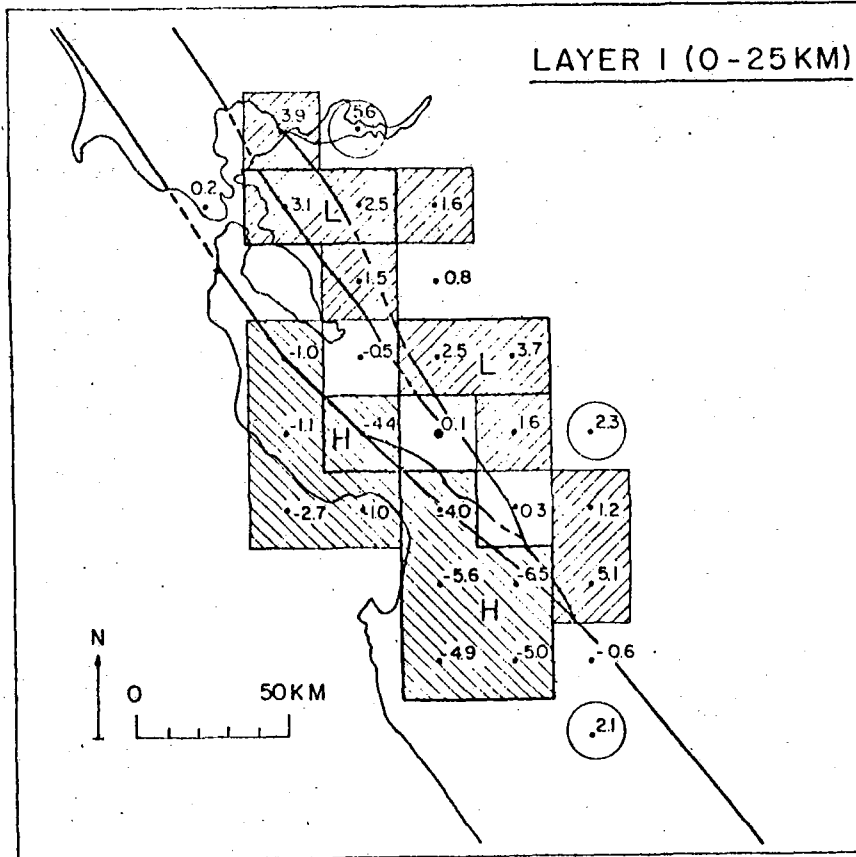 LAYER 1 (0-25KM)
3.9 5.6
0.2 3.1 L 2.5 1.6
1.5 0.8
-1.0 -0.5 2.5 L 3.7
-1.1 H -4.4 0.1 1.6 2.3
-2.7 -1.0 -4.0 0.3 1.2
-5.6 -6.5 5.1
H
N
-4.9 -5.0 -0.6
0 50KM
2.1